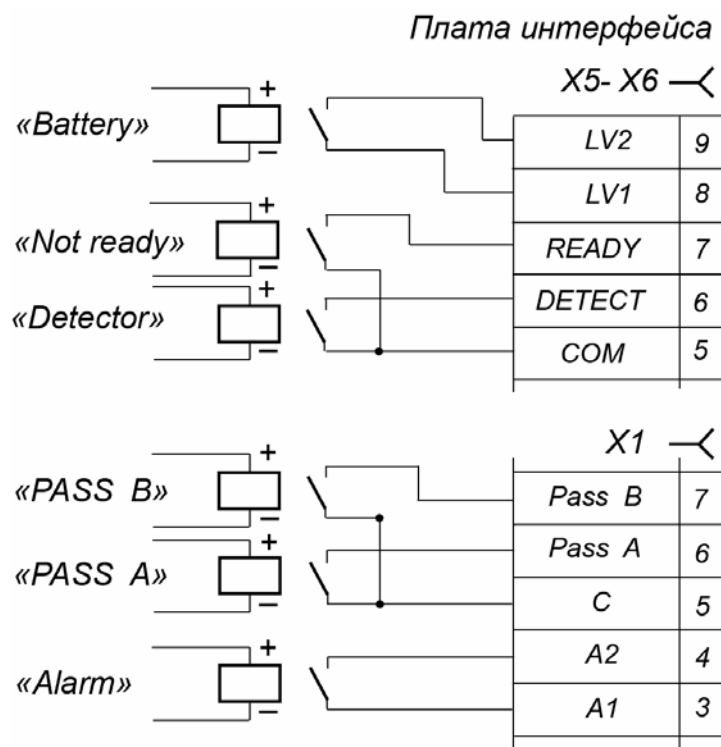 Плата интерфейса
X5- X6
+
«Battery»
–
LV2 9
LV1 8
+
«Not ready»
–
READY 7
+
«Detector»
–
DETECT 6
COM 5
X1
+
«PASS B»
–
Pass B 7
+
«PASS A»
–
Pass A 6
C 5
+
«Alarm»
–
A2 4
A1 3